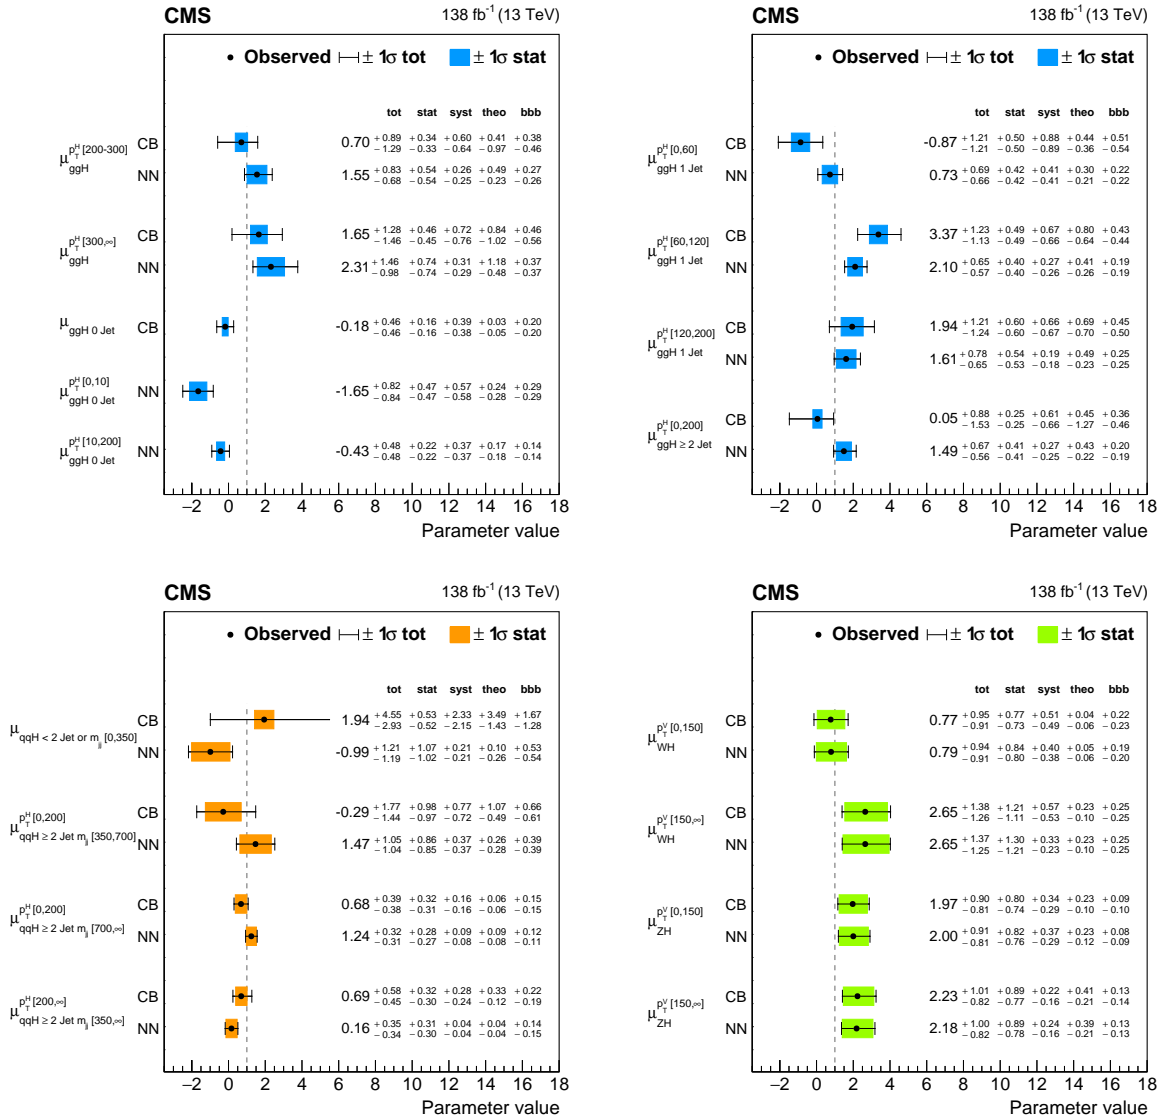 CMS 138 fb⁻¹ (13 TeV)
Observed ± 1σ tot ± 1σ stat
tot stat syst theo bbb
μ ggH p_T^H [200-300] CB 0.70 +0.89 −1.29 +0.34 −0.33 +0.60 −0.64 +0.41 −0.97 +0.38 −0.46
NN 1.55 +0.83 −0.68 +0.54 −0.54 +0.26 −0.25 +0.49 −0.23 +0.27 −0.26
μ ggH p_T^H [300,∞] CB 1.65 +1.28 −1.46 +0.46 −0.45 +0.72 −0.76 +0.84 −1.02 +0.46 −0.56
NN 2.31 +1.46 −0.98 +0.74 −0.74 +0.31 −0.29 +1.18 −0.48 +0.37 −0.37
μ ggH 0 Jet CB -0.18 +0.46 −0.46 +0.16 −0.16 +0.39 −0.38 +0.03 −0.05 +0.20 −0.20
μ ggH 0 Jet p_T^H [0,10] NN -1.65 +0.82 −0.84 +0.47 −0.47 +0.57 −0.58 +0.24 −0.28 +0.29 −0.29
μ ggH 0 Jet p_T^H [10,200] NN -0.43 +0.48 −0.48 +0.22 −0.22 +0.37 −0.37 +0.17 −0.18 +0.14 −0.14
−2 0 2 4 6 8 10 12 14 16 18
Parameter value
CMS 138 fb⁻¹ (13 TeV)
Observed ± 1σ tot ± 1σ stat
tot stat syst theo bbb
μ ggH 1 Jet p_T^H [0,60] CB -0.87 +1.21 −1.21 +0.50 −0.50 +0.88 −0.89 +0.44 −0.36 +0.51 −0.54
NN 0.73 +0.69 −0.66 +0.42 −0.42 +0.41 −0.41 +0.30 −0.21 +0.22 −0.22
μ ggH 1 Jet p_T^H [60,120] CB 3.37 +1.23 −1.13 +0.49 −0.49 +0.67 −0.66 +0.80 −0.64 +0.43 −0.44
NN 2.10 +0.65 −0.57 +0.40 −0.40 +0.27 −0.26 +0.41 −0.26 +0.19 −0.19
μ ggH 1 Jet p_T^H [120,200] CB 1.94 +1.21 −1.24 +0.60 −0.60 +0.66 −0.67 +0.69 −0.70 +0.45 −0.50
NN 1.61 +0.78 −0.65 +0.54 −0.53 +0.19 −0.18 +0.49 −0.23 +0.25 −0.25
μ ggH ≥ 2 Jet p_T^H [0,200] CB 0.05 +0.88 −1.53 +0.25 −0.25 +0.61 −0.66 +0.45 −1.27 +0.36 −0.46
NN 1.49 +0.67 −0.56 +0.41 −0.41 +0.27 −0.25 +0.43 −0.22 +0.20 −0.19
−2 0 2 4 6 8 10 12 14 16 18
Parameter value
CMS 138 fb⁻¹ (13 TeV)
Observed ± 1σ tot ± 1σ stat
tot stat syst theo bbb
μ qqH < 2 Jet or m_jj [0,350] CB 1.94 +4.55 −2.93 +0.53 −0.52 +2.33 −2.15 +3.49 −1.43 +1.67 −1.28
NN -0.99 +1.21 −1.19 +1.07 −1.02 +0.21 −0.21 +0.10 −0.26 +0.53 −0.54
μ qqH ≥ 2 Jet m_jj [350,700] p_T^H [0,200] CB -0.29 +1.77 −1.44 +0.98 −0.97 +0.77 −0.72 +1.07 −0.49 +0.66 −0.61
NN 1.47 +1.05 −1.04 +0.86 −0.85 +0.37 −0.37 +0.26 −0.28 +0.39 −0.39
μ qqH ≥ 2 Jet m_jj [700,∞] p_T^H [0,200] CB 0.68 +0.39 −0.38 +0.32 −0.31 +0.16 −0.16 +0.06 −0.06 +0.15 −0.15
NN 1.24 +0.32 −0.31 +0.28 −0.27 +0.09 −0.08 +0.09 −0.08 +0.12 −0.11
μ qqH ≥ 2 Jet m_jj [350,∞] p_T^H [200,∞] CB 0.69 +0.58 −0.45 +0.32 −0.30 +0.28 −0.24 +0.33 −0.12 +0.22 −0.19
NN 0.16 +0.35 −0.34 +0.31 −0.30 +0.04 −0.04 +0.04 −0.04 +0.14 −0.15
−2 0 2 4 6 8 10 12 14 16 18
Parameter value
CMS 138 fb⁻¹ (13 TeV)
Observed ± 1σ tot ± 1σ stat
tot stat syst theo bbb
μ WH p_T^V [0,150] CB 0.77 +0.95 −0.91 +0.77 −0.73 +0.51 −0.49 +0.04 −0.06 +0.22 −0.23
NN 0.79 +0.94 −0.91 +0.84 −0.80 +0.40 −0.38 +0.05 −0.06 +0.19 −0.20
μ WH p_T^V [150,∞] CB 2.65 +1.38 −1.26 +1.21 −1.11 +0.57 −0.53 +0.23 −0.10 +0.25 −0.25
NN 2.65 +1.37 −1.25 +1.30 −1.21 +0.33 −0.23 +0.23 −0.10 +0.25 −0.25
μ ZH p_T^V [0,150] CB 1.97 +0.90 −0.81 +0.80 −0.74 +0.34 −0.29 +0.23 −0.10 +0.09 −0.10
NN 2.00 +0.91 −0.81 +0.82 −0.76 +0.37 −0.29 +0.23 −0.12 +0.08 −0.09
μ ZH p_T^V [150,∞] CB 2.23 +1.01 −0.82 +0.89 −0.77 +0.22 −0.16 +0.41 −0.21 +0.13 −0.14
NN 2.18 +1.00 −0.82 +0.89 −0.78 +0.24 −0.16 +0.39 −0.21 +0.13 −0.13
−2 0 2 4 6 8 10 12 14 16 18
Parameter value